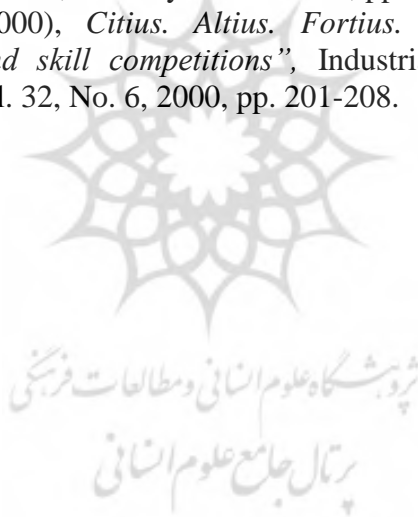 000), Citius. Altius. Fortius.
nd skill competitions”, Industri
l. 32, No. 6, 2000, pp. 201-208.
پژوهشگاه علوم انسانی و مطالعات فرهنگی
پرتال جامع علوم انسانی